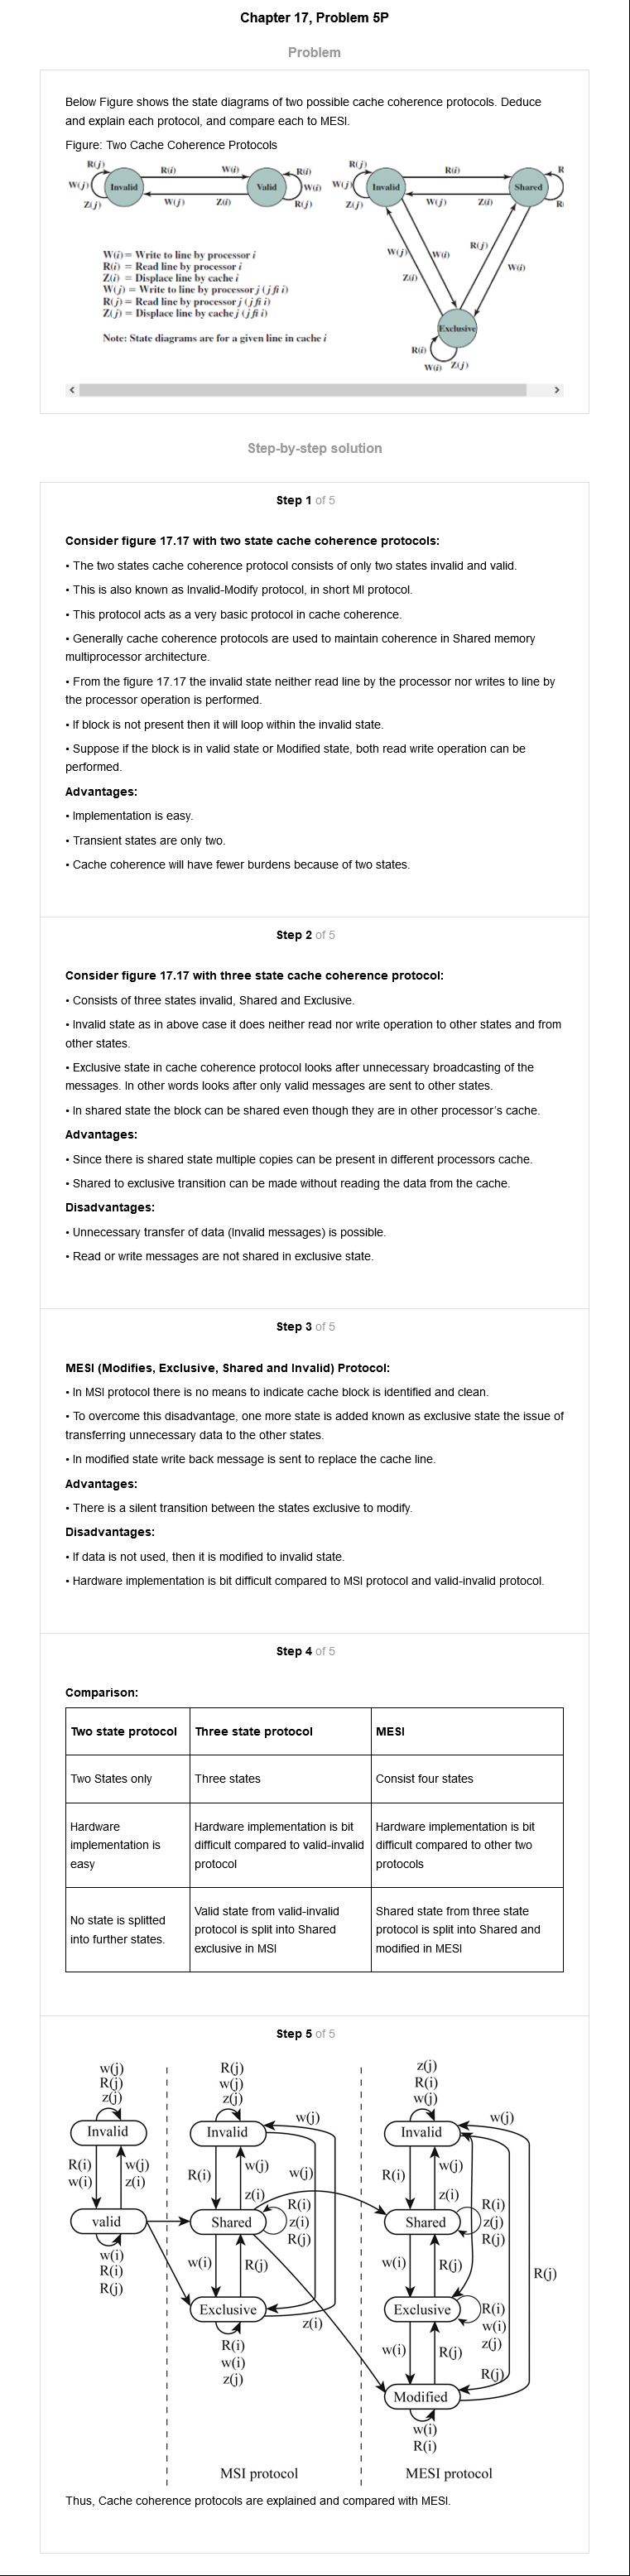 Chapter 17, Problem 5P
Problem
Below Figure shows the state diagrams of two possible cache coherence protocols. Deduce
and explain each protocol, and compare each to MESI.
Figure: Two Cache Coherence Protocols
R(j)
W(j)
Z(j)
Invalid
R(i)
W(i)
W(j)
Z(i)
Valid
R(i)
W(i)
R(j)
R(j)
W(j)
Z(j)
Invalid
R(i)
W(j)
Z(i)
Shared
R
R(
W(j)
Z(i)
W(i)
R(j)
W(i)
Exclusive
R(i)
W(i)
Z(j)
W(i) = Write to line by processor i
R(i) = Read line by processor i
Z(i) = Displace line by cache i
W(j) = Write to line by processor j (j fi i)
R(j) = Read line by processor j (j fi i)
Z(j) = Displace line by cache j (j fi i)
Note: State diagrams are for a given line in cache i
Step-by-step solution
Step 1 of 5
Consider figure 17.17 with two state cache coherence protocols:
• The two states cache coherence protocol consists of only two states invalid and valid.
• This is also known as Invalid-Modify protocol, in short MI protocol.
• This protocol acts as a very basic protocol in cache coherence.
• Generally cache coherence protocols are used to maintain coherence in Shared memory
multiprocessor architecture.
• From the figure 17.17 the invalid state neither read line by the processor nor writes to line by
the processor operation is performed.
• If block is not present then it will loop within the invalid state.
• Suppose if the block is in valid state or Modified state, both read write operation can be
performed.
Advantages:
• Implementation is easy.
• Transient states are only two.
• Cache coherence will have fewer burdens because of two states.
Step 2 of 5
Consider figure 17.17 with three state cache coherence protocol:
• Consists of three states invalid, Shared and Exclusive.
• Invalid state as in above case it does neither read nor write operation to other states and from
other states.
• Exclusive state in cache coherence protocol looks after unnecessary broadcasting of the
messages. In other words looks after only valid messages are sent to other states.
• In shared state the block can be shared even though they are in other processor's cache.
Advantages:
• Since there is shared state multiple copies can be present in different processors cache.
• Shared to exclusive transition can be made without reading the data from the cache.
Disadvantages:
• Unnecessary transfer of data (Invalid messages) is possible.
• Read or write messages are not shared in exclusive state.
Step 3 of 5
MESI (Modifies, Exclusive, Shared and Invalid) Protocol:
• In MSI protocol there is no means to indicate cache block is identified and clean.
• To overcome this disadvantage, one more state is added known as exclusive state the issue of
transferring unnecessary data to the other states.
• In modified state write back message is sent to replace the cache line.
Advantages:
• There is a silent transition between the states exclusive to modify.
Disadvantages:
• If data is not used, then it is modified to invalid state.
• Hardware implementation is bit difficult compared to MSI protocol and valid-invalid protocol.
Step 4 of 5
Comparison:
Two state protocol
Three state protocol
MESI
Two States only
Three states
Consist four states
Hardware
implementation is
easy
Hardware implementation is bit
difficult compared to valid-invalid
protocol
Hardware implementation is bit
difficult compared to other two
protocols
No state is splitted
into further states.
Valid state from valid-invalid
protocol is split into Shared
exclusive in MSI
Shared state from three state
protocol is split into Shared and
modified in MESI
Step 5 of 5
w(j)
R(j)
z(j)
Invalid
R(i)
w(i)
w(j)
z(i)
valid
w(i)
R(i)
R(j)
R(j)
w(j)
z(j)
Invalid
w(j)
R(i)
w(j)
w(j)
z(i)
Shared
R(i)
z(i)
R(j)
w(i)
R(j)
Exclusive
z(i)
R(i)
w(i)
z(j)
MSI protocol
z(j)
R(i)
w(j)
Invalid
w(j)
R(i)
w(j)
z(i)
Shared
R(i)
z(j)
R(j)
w(i)
R(j)
R(j)
Exclusive
R(i)
w(i)
z(j)
w(i)
R(j)
R(j)
Modified
w(i)
R(i)
MESI protocol
Thus, Cache coherence protocols are explained and compared with MESI.